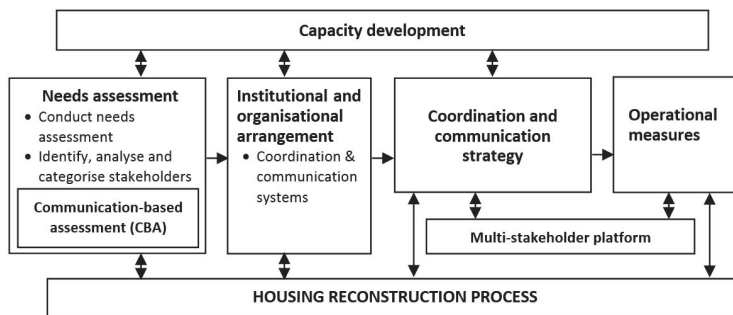 Capacity development
Needs assessment
• Conduct needs
assessment
• Identify, analyse and
categorise stakeholders
Communication-based
assessment (CBA)
Institutional and
organisational
arrangement
• Coordination &
communication
systems
Coordination and
communication
strategy
Operational
measures
Multi-stakeholder platform
HOUSING RECONSTRUCTION PROCESS